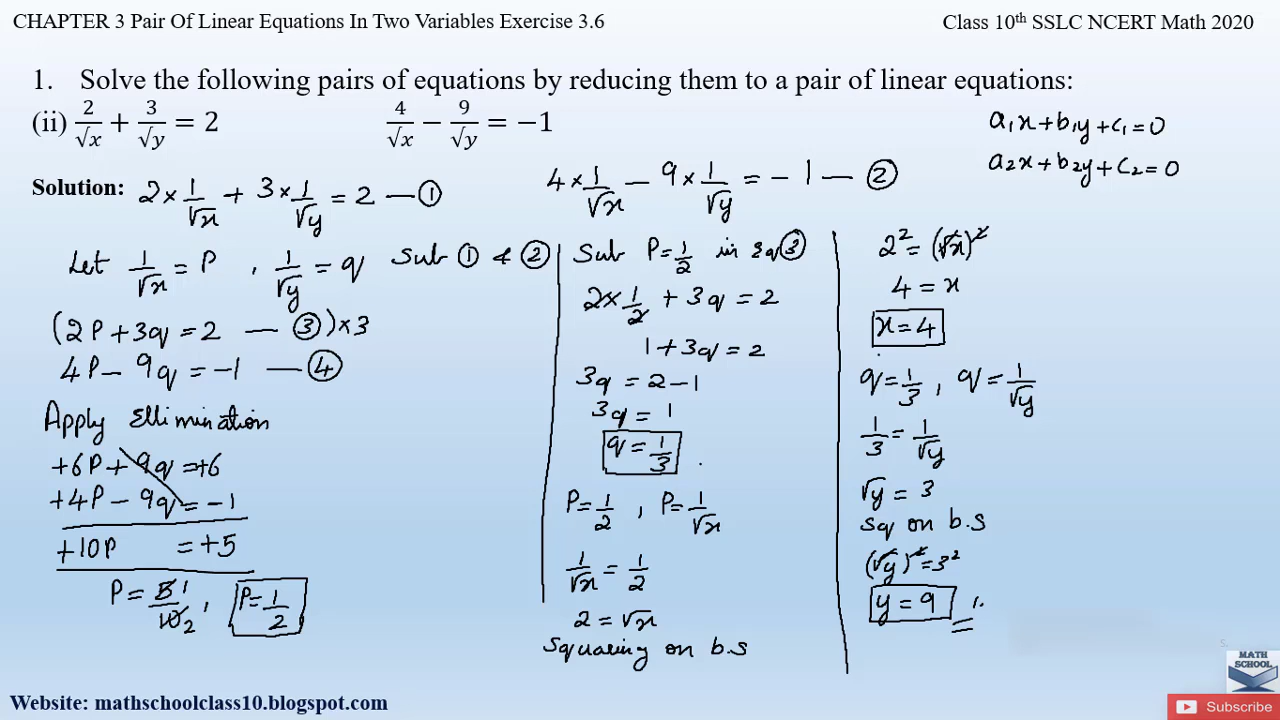 CHAPTER 3 Pair Of Linear Equations In Two Variables Exercise 3.6
Class 10th SSLC NCERT Math 2020
1. Solve the following pairs of equations by reducing them to a pair of linear equations:
(ii) 2/√x + 3/√y = 2    4/√x − 9/√y = −1
a₁x + b₁y + c₁ = 0
a₂x + b₂y + c₂ = 0
Solution: 2 × 1/√x + 3 × 1/√y = 2 — ①
4 × 1/√x − 9 × 1/√y = −1 — ②
Let 1/√x = P , 1/√y = q Sub ① & ②
(2P + 3q = 2 — ③) × 3
4P − 9q = −1 — ④
Apply Ellimination
+6P + 9q = +6
+4P − 9q = −1
+10P = +5
P = 5 1/10 2 , P = 1/2
Sub P = 1/2 in eq ③
2 × 1/2 + 3q = 2
1 + 3q = 2
3q = 2 − 1
3q = 1
q = 1/3
P = 1/2 , P = 1/√x
1/√x = 1/2
2 = √x
Squaring on b.s
2² = (√x)²
4 = x
x = 4
q = 1/3 , q = 1/√y
1/3 = 1/√y
√y = 3
Sq on b.s
(√y)² = 3²
y = 9
MATH
SCHOOL
Website: mathschoolclass10.blogspot.com
Subscribe